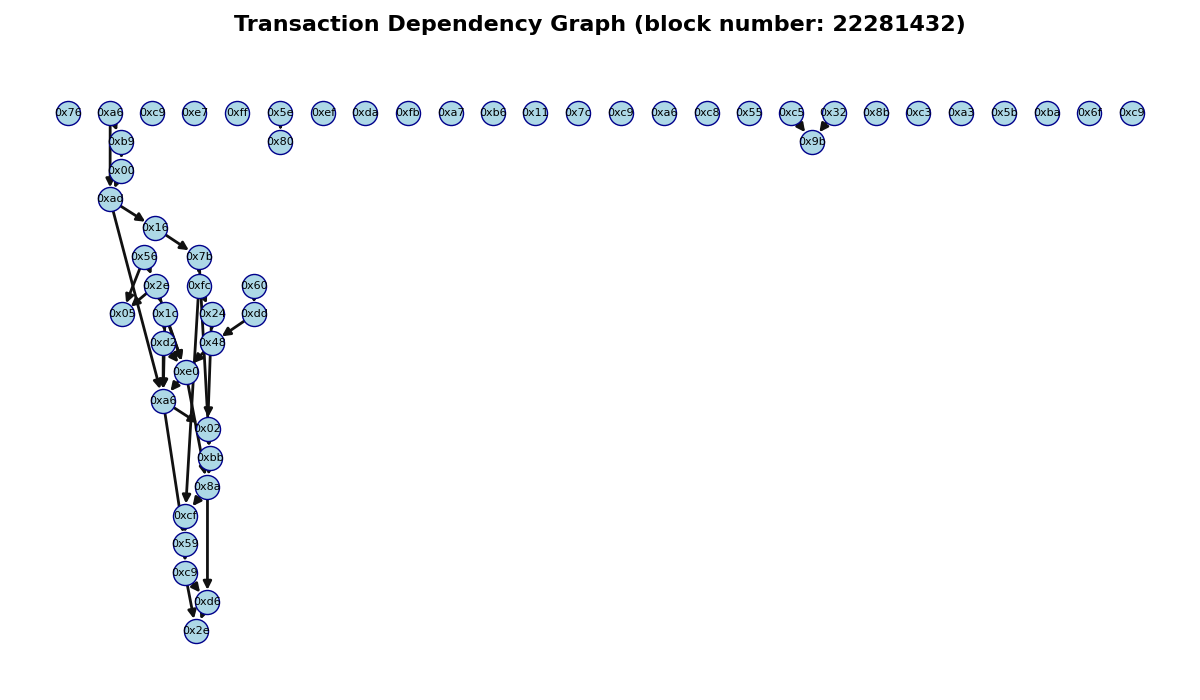 Transaction Dependency Graph (block number: 22281432)
0x76 0xa6 0xc9 0xe7 0xff 0x5e 0xef 0xda 0xfb 0xa7 0xb6 0x11 0x7c 0xc9 0xa6 0xc8 0x55 0xc5 0x32 0x8b 0xc3 0xa3 0x5b 0xba 0x6f 0xc9
0xb9 0x80 0x9b
0x00
0xad
0x16
0x56 0x7b
0x2e 0xfc 0x60
0x05 0x1c 0x24 0xdd
0xd2 0x48
0xe0
0xa6
0x02
0xbb
0x8a
0xcf
0x59
0xc9
0xd6
0x2e